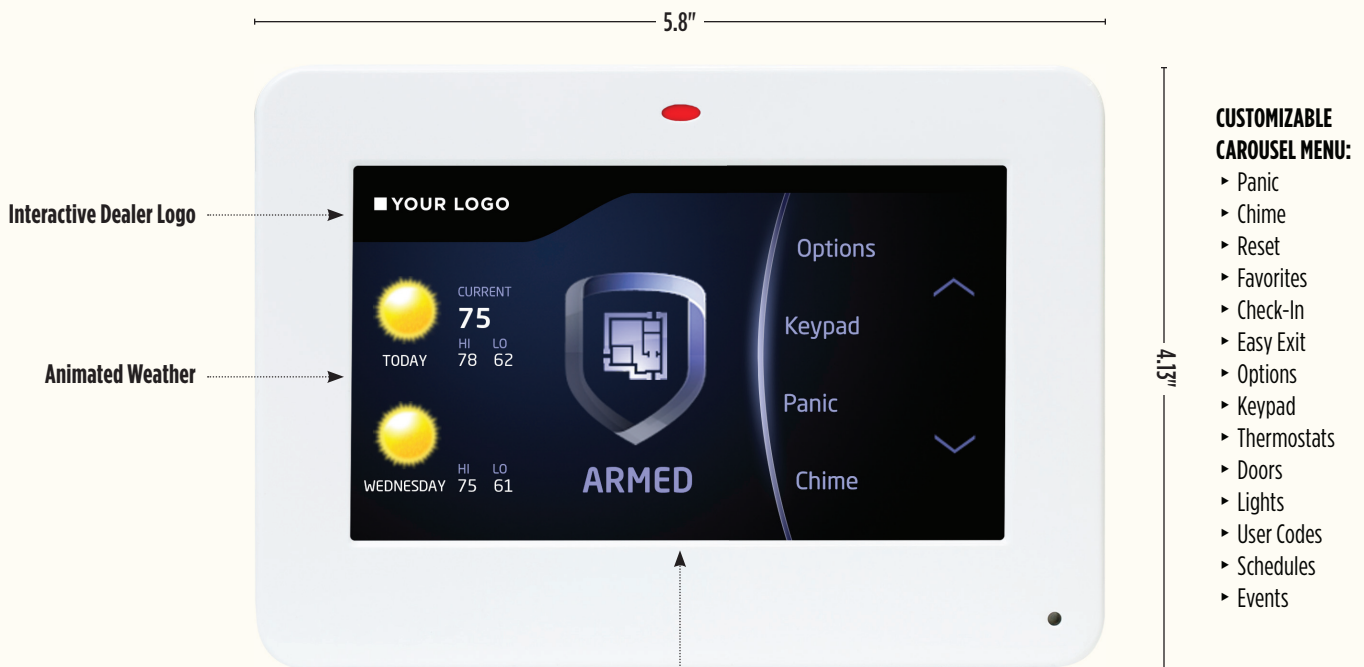 5.8"
Interactive Dealer Logo
Animated Weather
YOUR LOGO
CURRENT
75
HI LO
78 62
TODAY
HI LO
75 61
WEDNESDAY
ARMED
Options
Keypad
Panic
Chime
4.13"
CUSTOMIZABLE
CAROUSEL MENU:
▸ Panic
▸ Chime
▸ Reset
▸ Favorites
▸ Check-In
▸ Easy Exit
▸ Options
▸ Keypad
▸ Thermostats
▸ Doors
▸ Lights
▸ User Codes
▸ Schedules
▸ Events